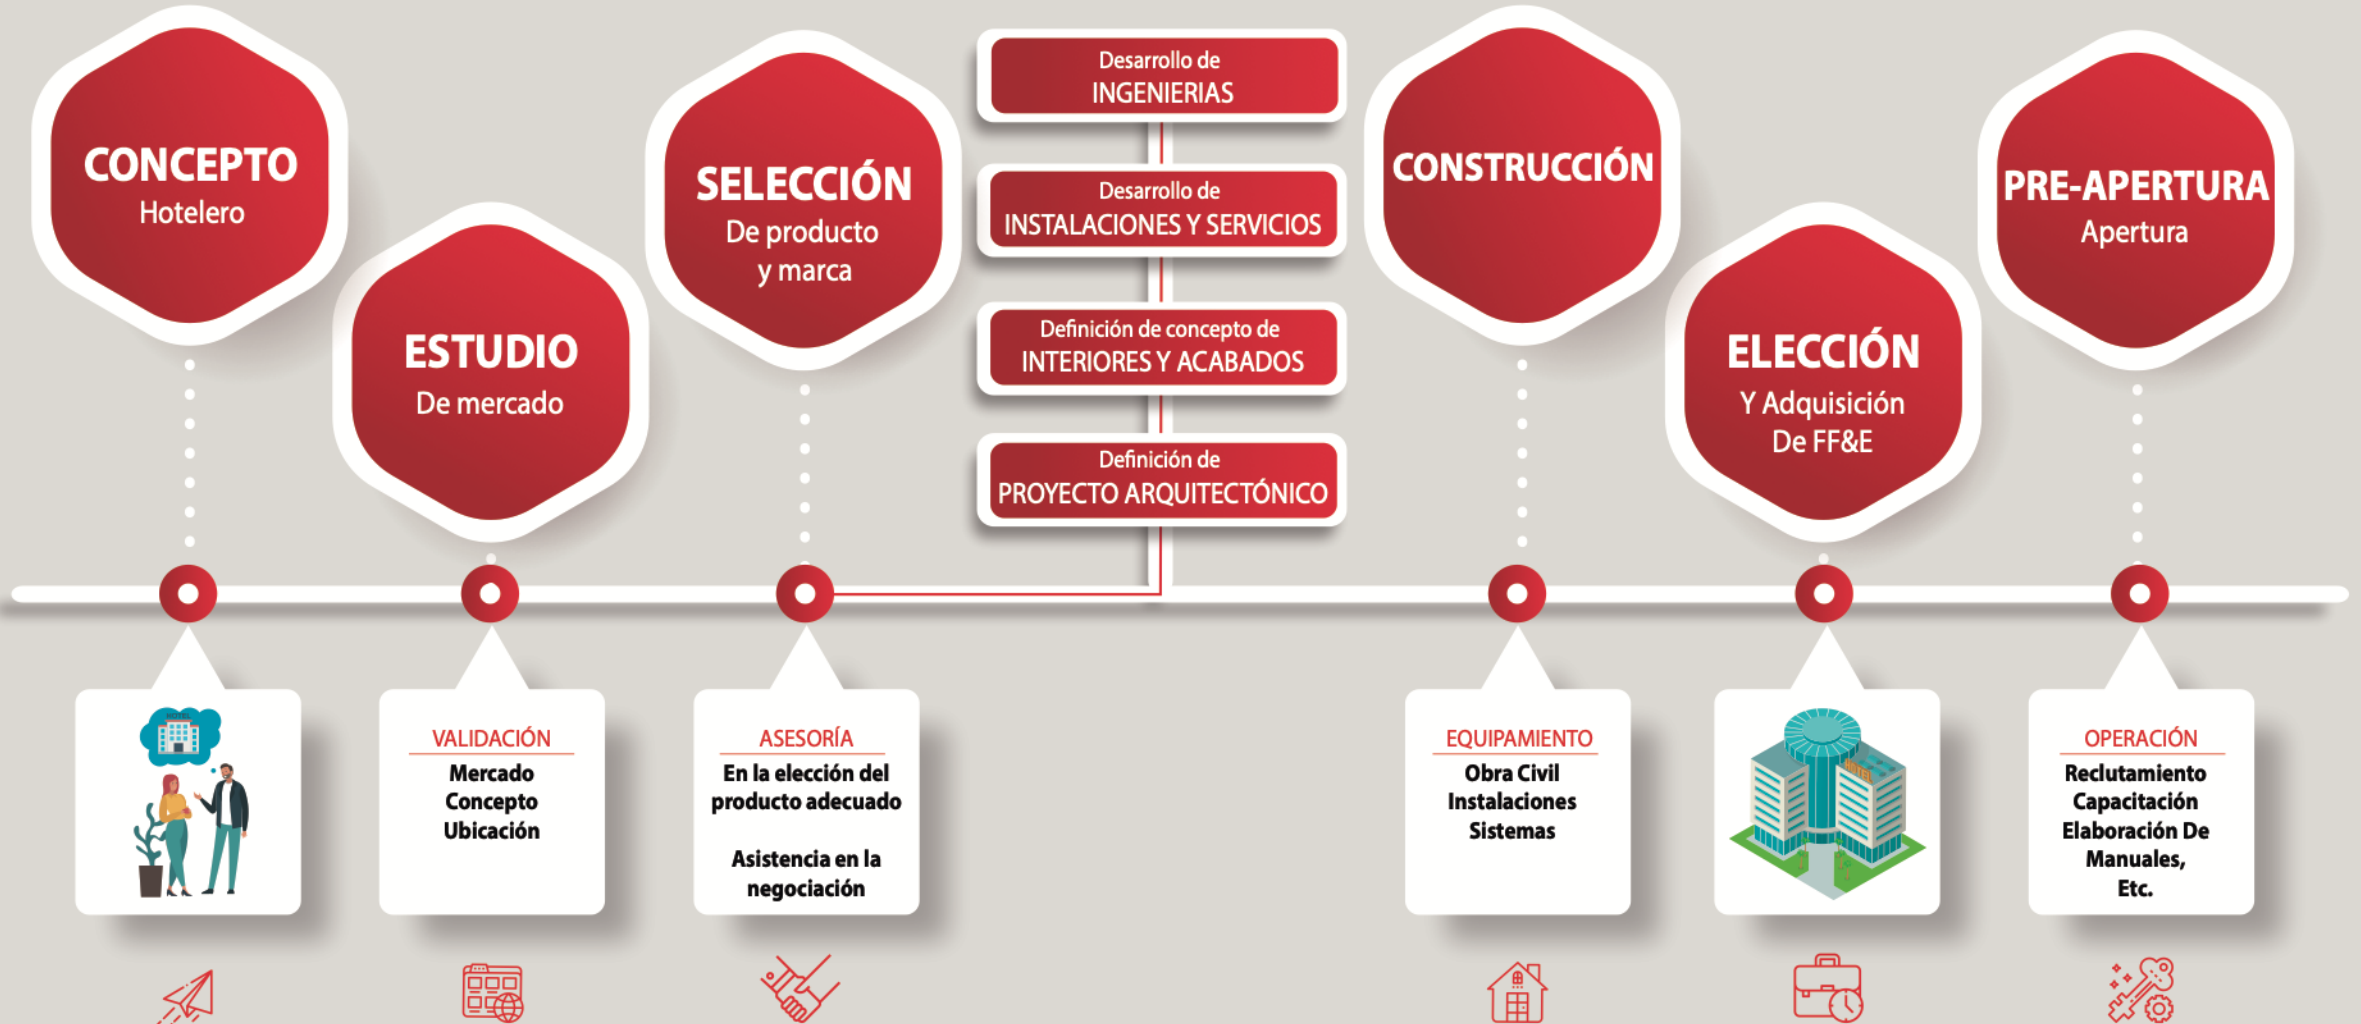 CONCEPTO
Hotelero
ESTUDIO
De mercado
SELECCIÓN
De producto
y marca
Desarrollo de
INGENIERIAS
Desarrollo de
INSTALACIONES Y SERVICIOS
Definición de concepto de
INTERIORES Y ACABADOS
Definición de
PROYECTO ARQUITECTÓNICO
CONSTRUCCIÓN
ELECCIÓN
Y Adquisición
De FF&E
PRE-APERTURA
Apertura
HOTEL
VALIDACIÓN
Mercado
Concepto
Ubicación
ASESORÍA
En la elección del
producto adecuado
Asistencia en la
negociación
EQUIPAMIENTO
Obra Civil
Instalaciones
Sistemas
HOTEL
OPERACIÓN
Reclutamiento
Capacitación
Elaboración De
Manuales,
Etc.